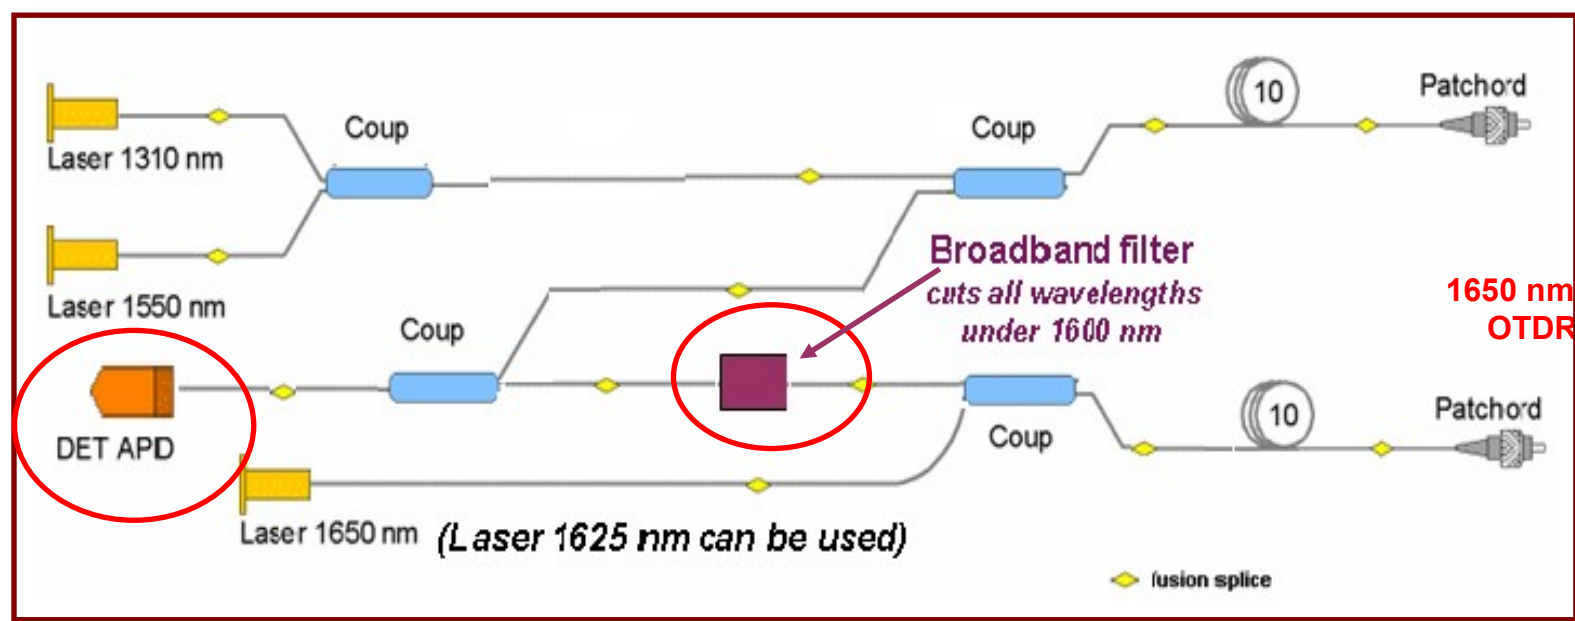 10
Patchord
Coup
Coup
Laser 1310 nm
Broadband filter
cuts all wavelengths
under 1600 nm
1650 nm
OTDR
Laser 1550 nm
Coup
10
Patchord
DET APD
Coup
Laser 1650 nm (Laser 1625 nm can be used)
fusion splice